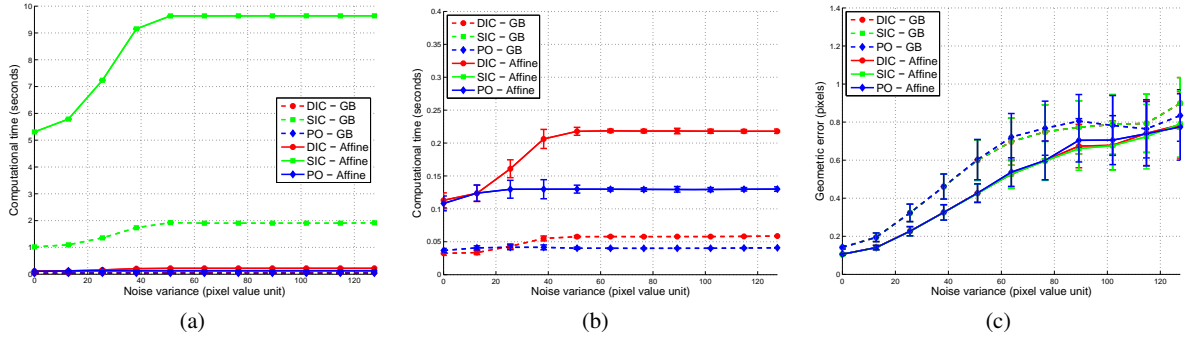 Computational time (seconds)
10
9
8
7
6
5
4
3
2
1
0
0 20 40 60 80 100 120
Noise variance (pixel value unit)
DIC − GB
SIC − GB
PO − GB
DIC − Affine
SIC − Affine
PO − Affine
(a)
Computational time (seconds)
0.4
0.35
0.3
0.25
0.2
0.15
0.1
0.05
0
0 20 40 60 80 100 120
Noise variance (pixel value unit)
DIC − GB
SIC − GB
PO − GB
DIC − Affine
SIC − Affine
PO − Affine
(b)
Geometric error (pixels)
1.4
1.2
1
0.8
0.6
0.4
0.2
0
0 20 40 60 80 100 120
Noise variance (pixel value unit)
DIC − GB
SIC − GB
PO − GB
DIC − Affine
SIC − Affine
PO − Affine
(c)